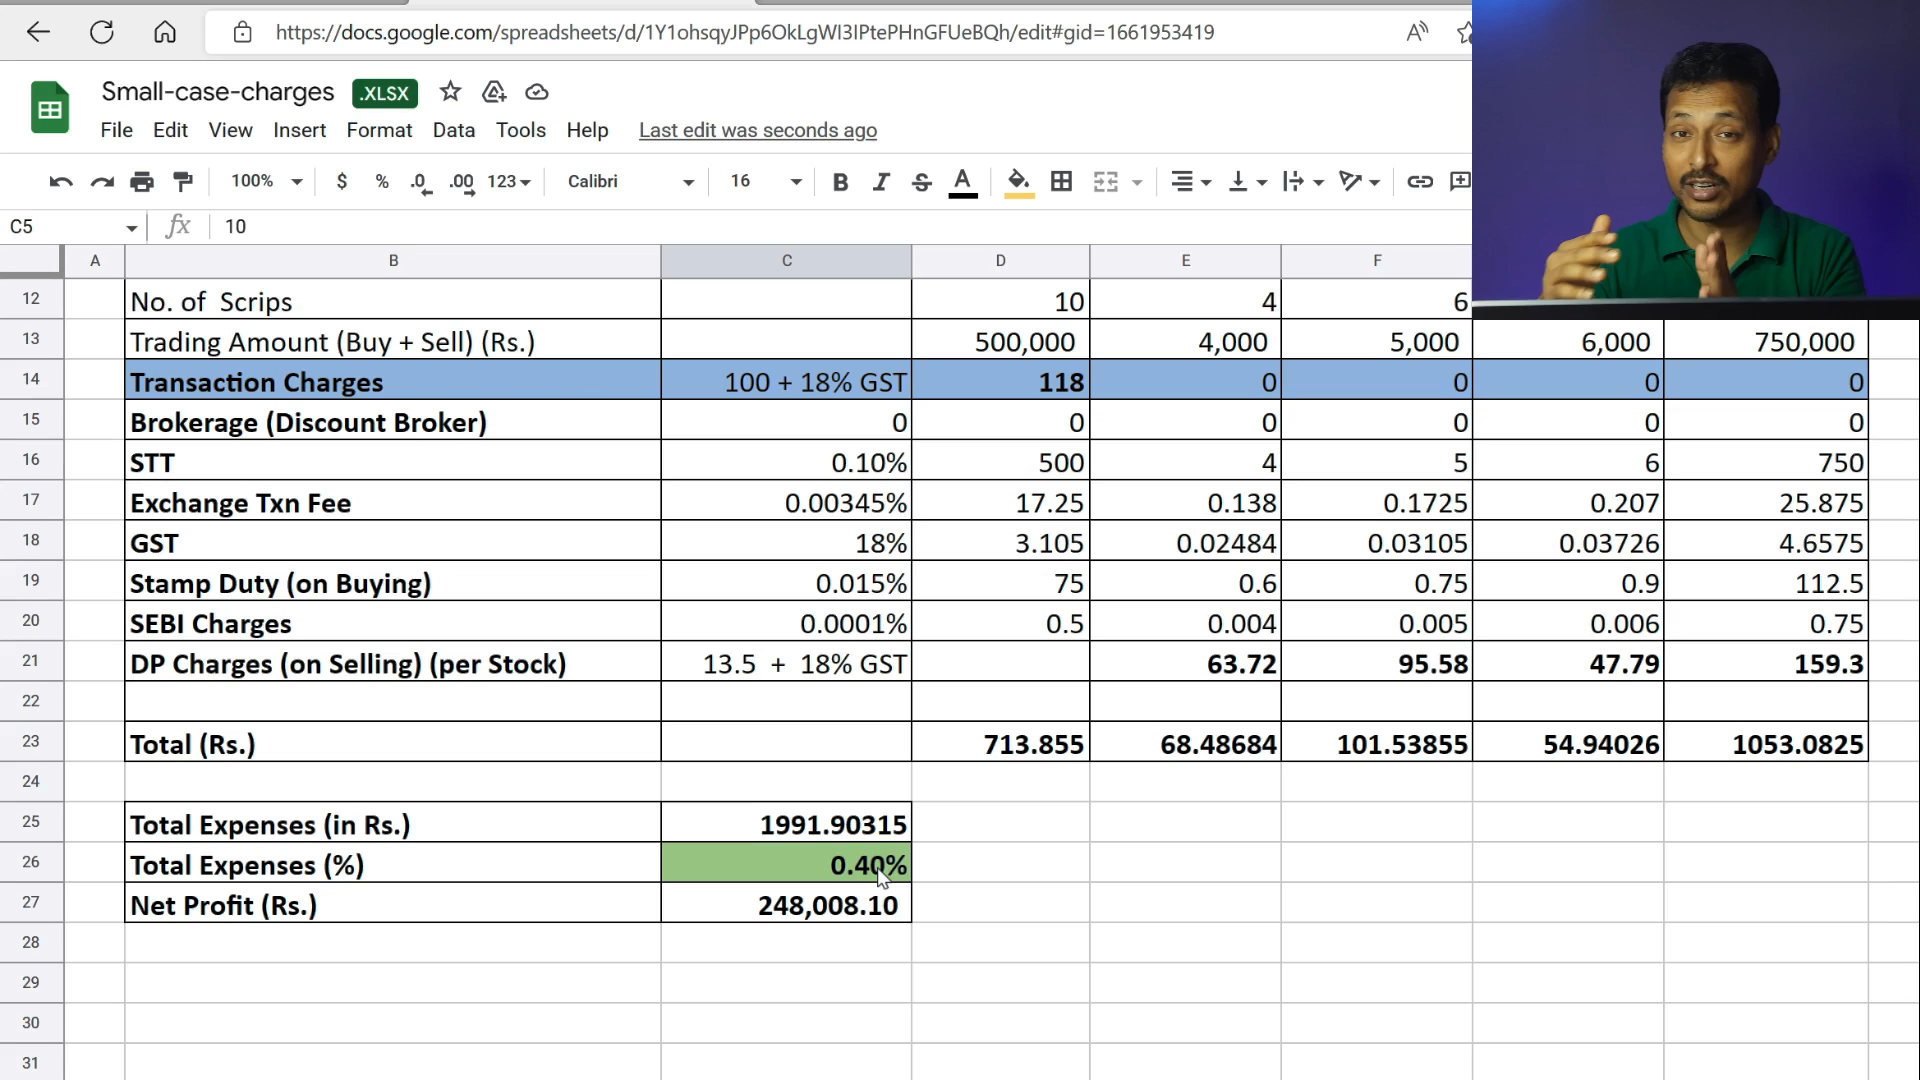 https://docs.google.com/spreadsheets/d/1Y1ohsqyJPp6OkLgWI3IPtePHnGFUeBQh/edit#gid=1661953419
Small-case-charges .XLSX
File Edit View Insert Format Data Tools Help Last edit was seconds ago
100% $ % .0 .00 123 Calibri 16 B I S A
C5 fx 10
A B C D E F
12 No. of Scrips 10 4 6
13 Trading Amount (Buy + Sell) (Rs.) 500,000 4,000 5,000 6,000 750,000
14 Transaction Charges 100 + 18% GST 118 0 0 0 0
15 Brokerage (Discount Broker) 0 0 0 0 0 0
16 STT 0.10% 500 4 5 6 750
17 Exchange Txn Fee 0.00345% 17.25 0.138 0.1725 0.207 25.875
18 GST 18% 3.105 0.02484 0.03105 0.03726 4.6575
19 Stamp Duty (on Buying) 0.015% 75 0.6 0.75 0.9 112.5
20 SEBI Charges 0.0001% 0.5 0.004 0.005 0.006 0.75
21 DP Charges (on Selling) (per Stock) 13.5 + 18% GST 63.72 95.58 47.79 159.3
22
23 Total (Rs.) 713.855 68.48684 101.53855 54.94026 1053.0825
24
25 Total Expenses (in Rs.) 1991.90315
26 Total Expenses (%) 0.40%
27 Net Profit (Rs.) 248,008.10
28
29
30
31